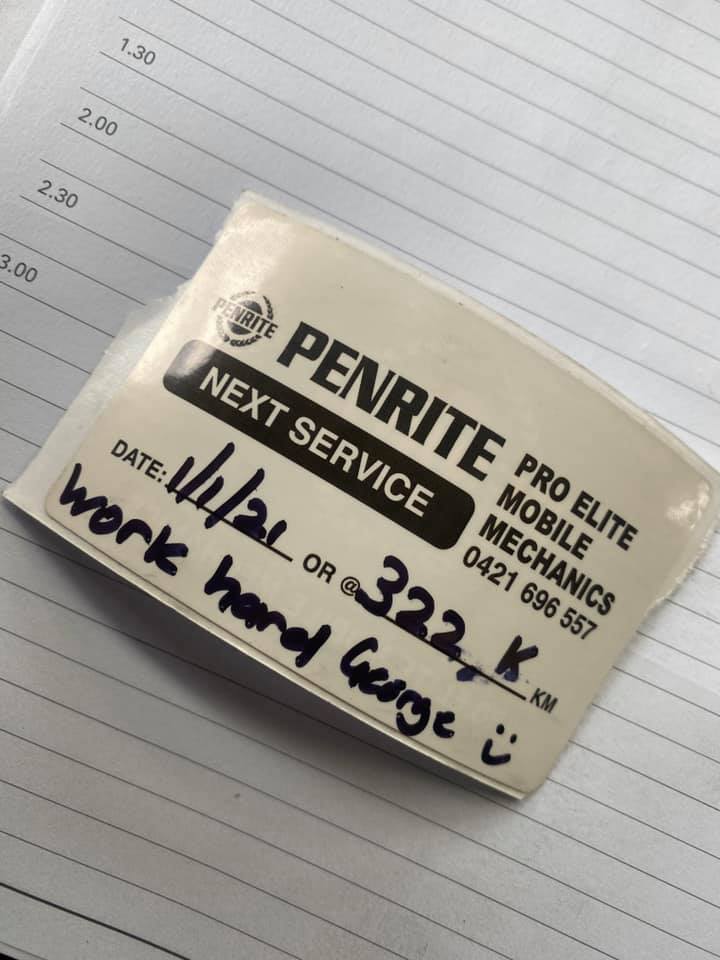 1.30
2.00
2.30
3.00
PENRITE
PENRITE
NEXT SERVICE
PRO ELITE
MOBILE
MECHANICS
0421 696 557
DATE: 1/1/21 OR @ 322, K KM
work hard George :)